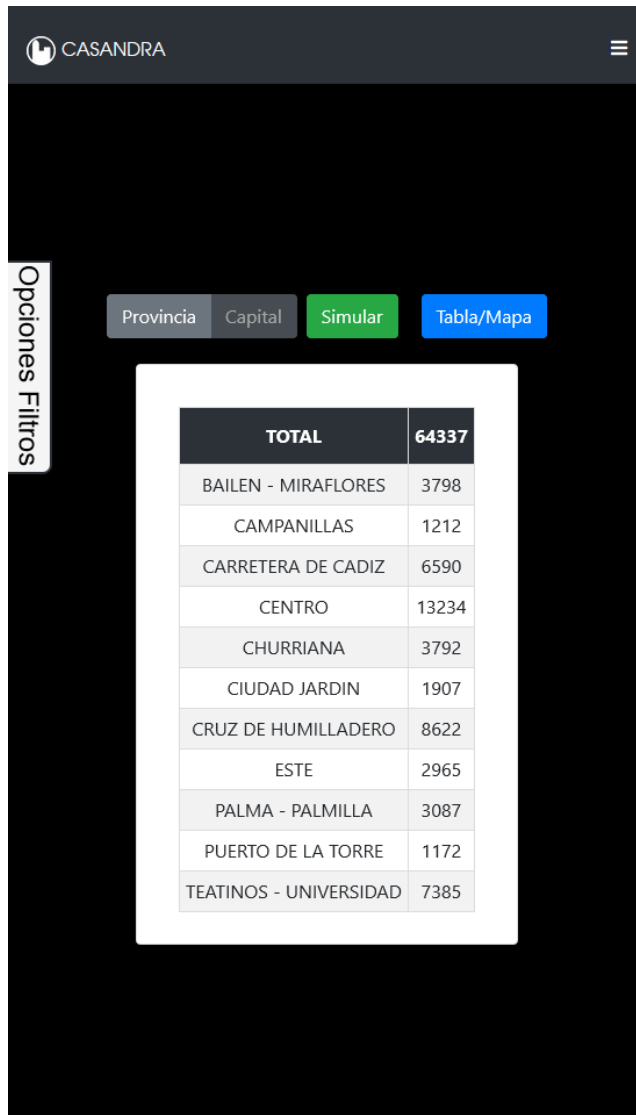 CASANDRA
Opciones Filtros
Provincia Capital Simular Tabla/Mapa
TOTAL 64337
BAILEN - MIRAFLORES 3798
CAMPANILLAS 1212
CARRETERA DE CADIZ 6590
CENTRO 13234
CHURRIANA 3792
CIUDAD JARDIN 1907
CRUZ DE HUMILLADERO 8622
ESTE 2965
PALMA - PALMILLA 3087
PUERTO DE LA TORRE 1172
TEATINOS - UNIVERSIDAD 7385